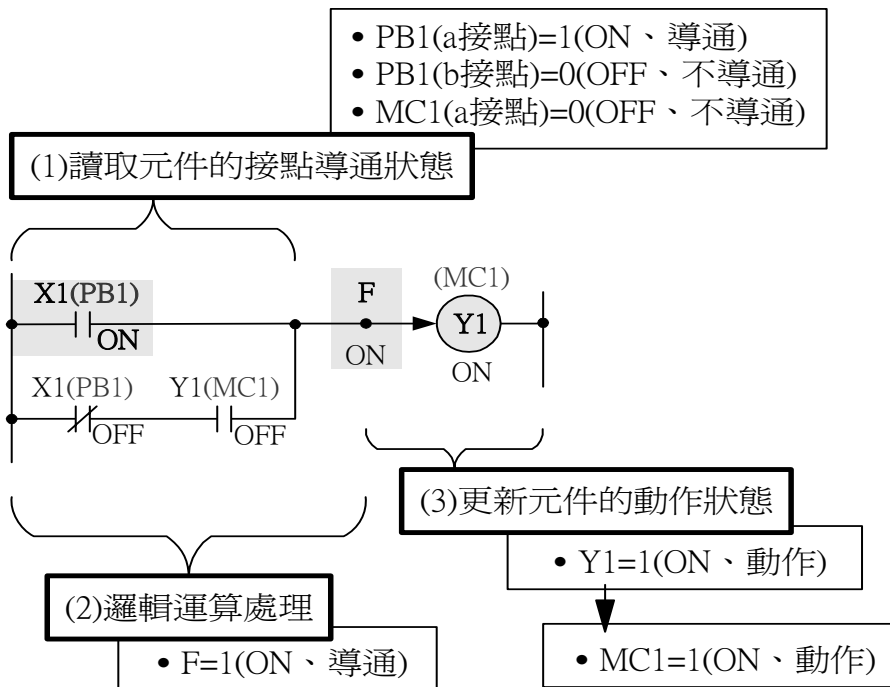 • PB1(a接點)=1(ON、導通)
• PB1(b接點)=0(OFF、不導通)
• MC1(a接點)=0(OFF、不導通)
(1)讀取元件的接點導通狀態
X1(PB1)
ON
F
ON
(MC1)
Y1
ON
X1(PB1)
OFF
Y1(MC1)
OFF
(3)更新元件的動作狀態
• Y1=1(ON、動作)
• MC1=1(ON、動作)
(2)邏輯運算處理
• F=1(ON、導通)